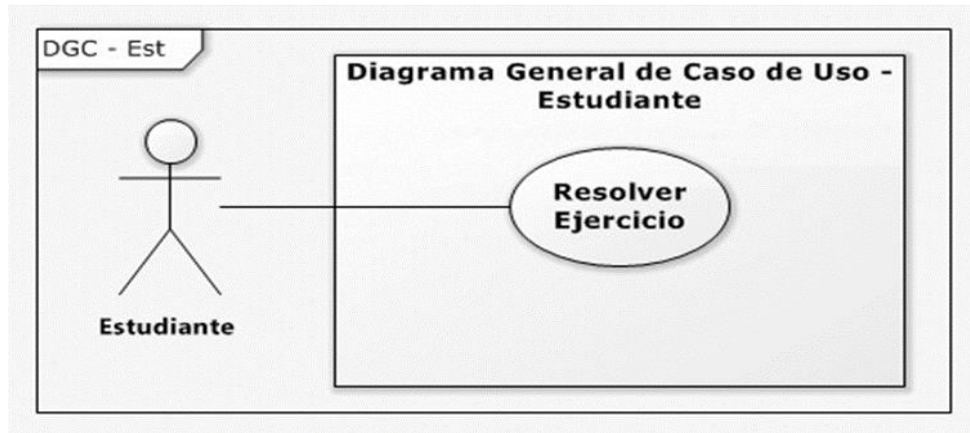 DGC - Est
Diagrama General de Caso de Uso -
Estudiante
Resolver
Ejercicio
Estudiante